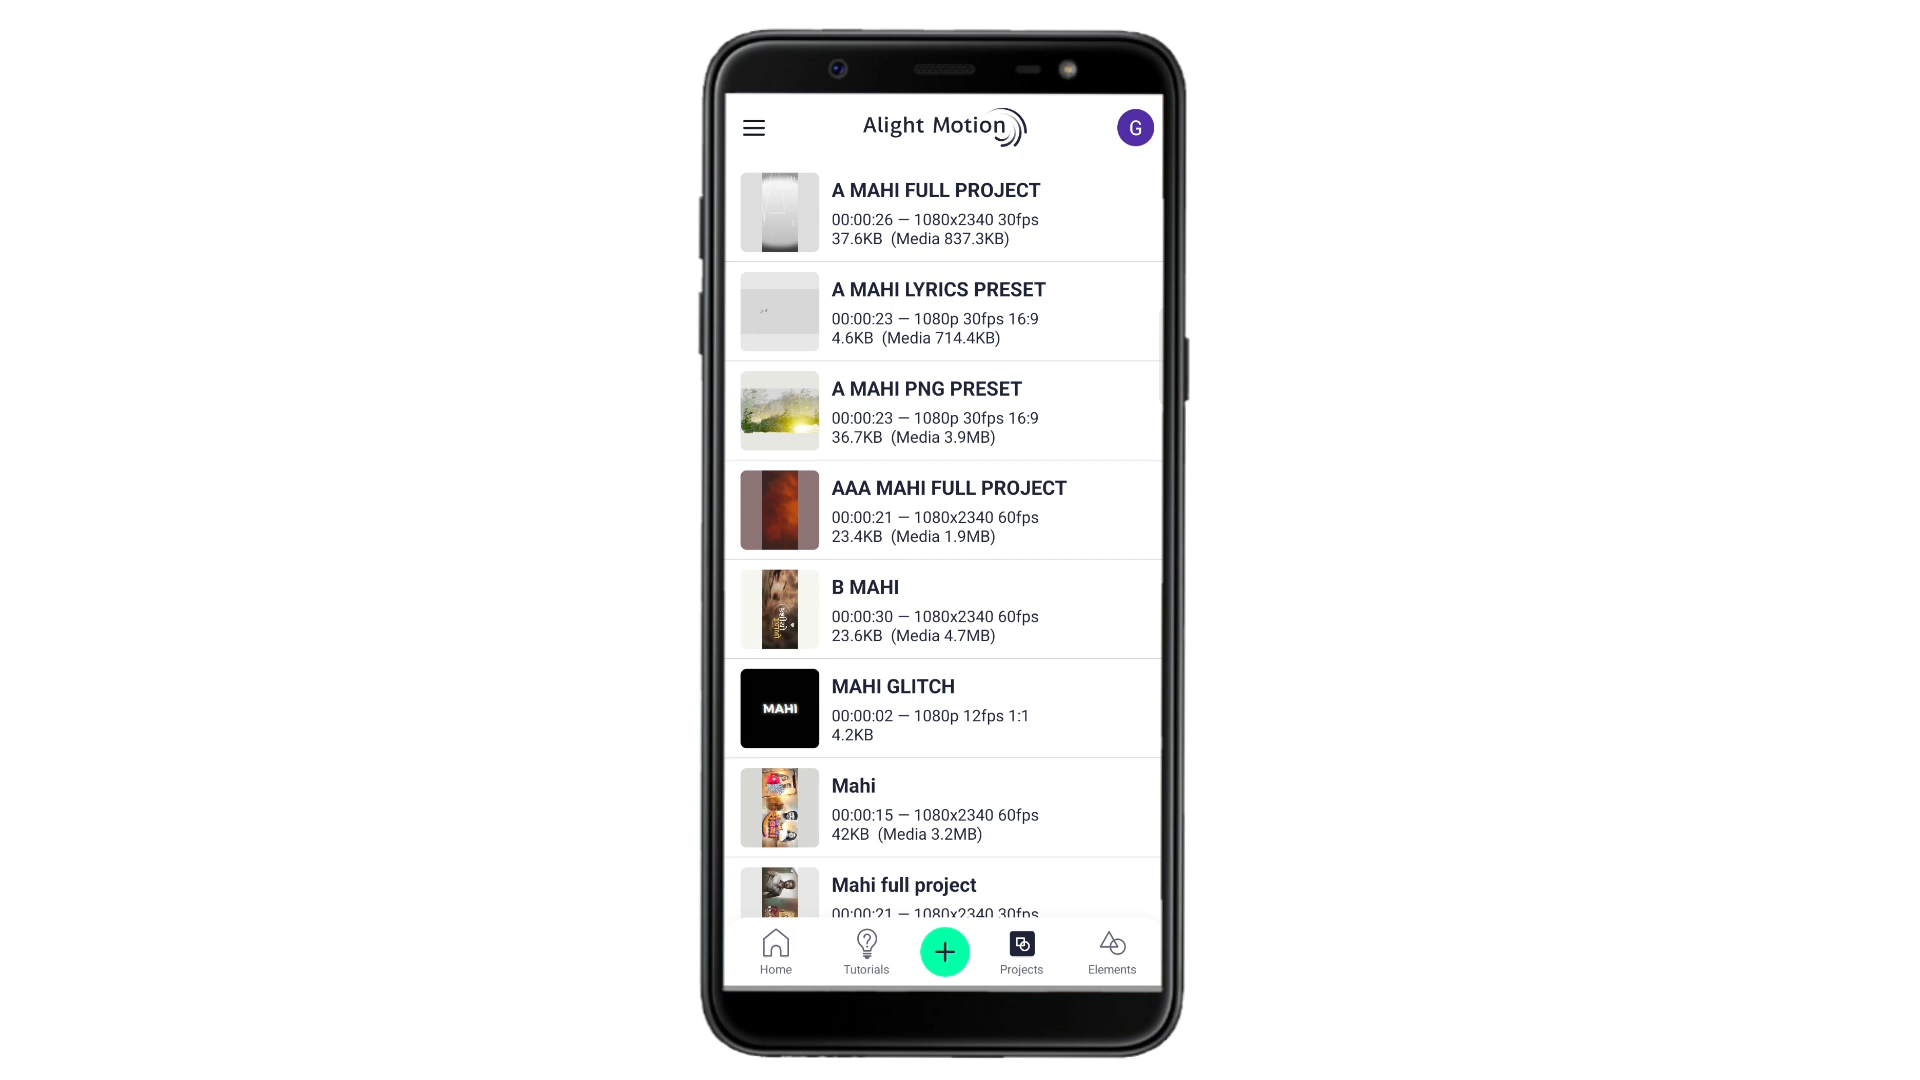 Alight Motion
G
A MAHI FULL PROJECT
00:00:26 — 1080x2340 30fps
37.6KB (Media 837.3KB)
A MAHI LYRICS PRESET
00:00:23 — 1080p 30fps 16:9
4.6KB (Media 714.4KB)
A MAHI PNG PRESET
00:00:23 — 1080p 30fps 16:9
36.7KB (Media 3.9MB)
AAA MAHI FULL PROJECT
00:00:21 — 1080x2340 60fps
23.4KB (Media 1.9MB)
B MAHI
00:00:30 — 1080x2340 60fps
23.6KB (Media 4.7MB)
MAHI
MAHI GLITCH
00:00:02 — 1080p 12fps 1:1
4.2KB
Mahi
00:00:15 — 1080x2340 60fps
42KB (Media 3.2MB)
Mahi full project
00:00:21 — 1080x2340 30fps
Home
Tutorials
Projects
Elements